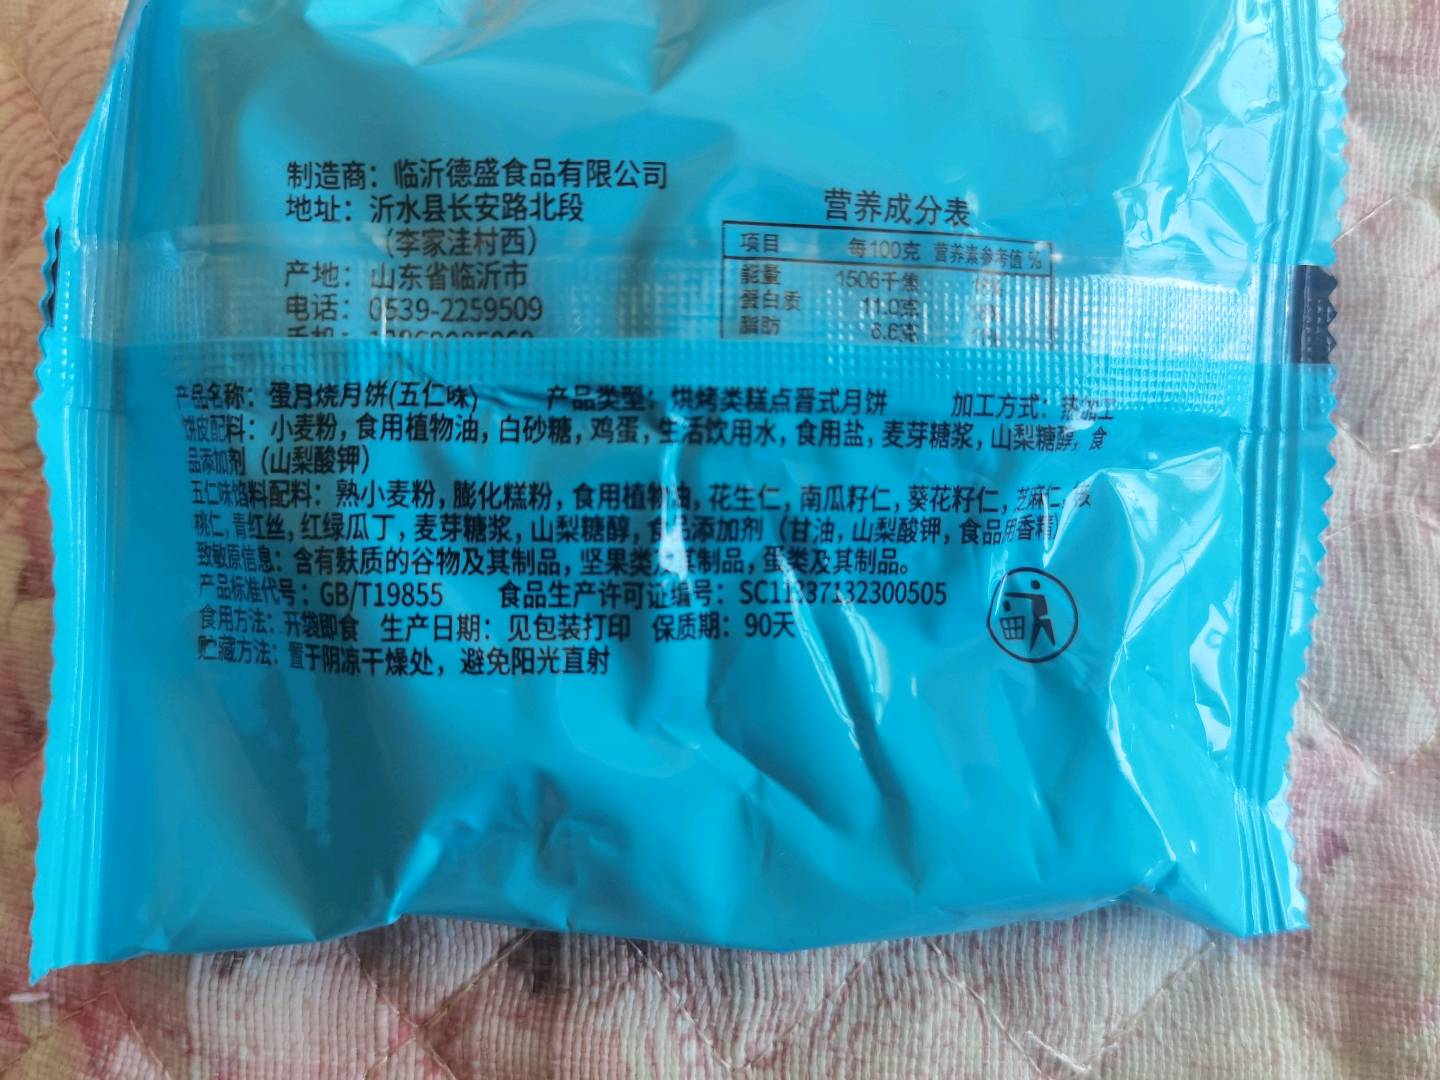 制造商：临沂德盛食品有限公司
地址：沂水县长安路北段
（李家洼村西）
产地：山东省临沂市
电话：0539-2259509
营养成分表
项目 每100克 营养素参考值 %
能量 1506千焦
蛋白质 11.0克
脂肪 6.6克
产品名称：蛋月烧月饼(五仁味) 产品类型：烘烤类糕点晋式月饼 加工方式：热加工
饼皮配料：小麦粉，食用植物油，白砂糖，鸡蛋，生活饮用水，食用盐，麦芽糖浆，山梨糖醇，食
品添加剂（山梨酸钾）
五仁味馅料配料：熟小麦粉，膨化糕粉，食用植物油，花生仁，南瓜籽仁，葵花籽仁，芝麻仁，核
桃仁，青红丝，红绿瓜丁，麦芽糖浆，山梨糖醇，食品添加剂（甘油，山梨酸钾，食品用香精）
致敏原信息：含有麸质的谷物及其制品，坚果类及其制品，蛋类及其制品。
产品标准代号：GB/T19855 食品生产许可证编号：SC11837132300505
食用方法：开袋即食 生产日期：见包装打印 保质期：90天
贮藏方法：置于阴凉干燥处，避免阳光直射